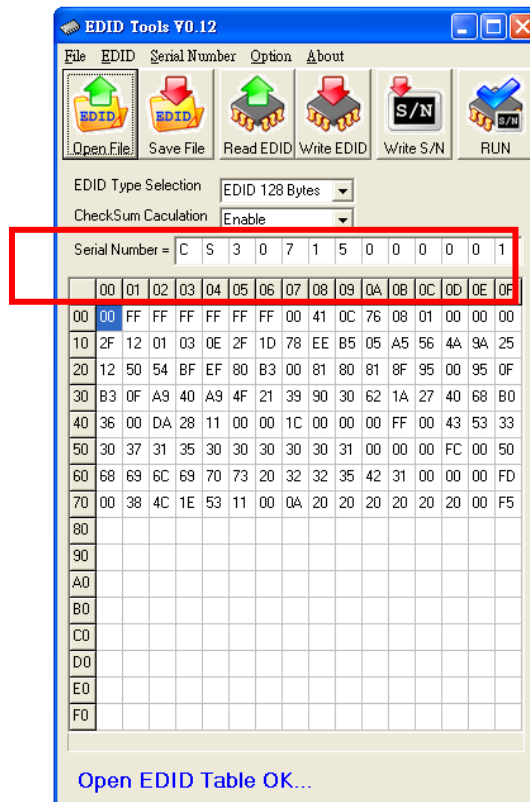 EDID Tools V0.12
File EDID Serial Number Option About
EDID EDID S/N S/N
Open File Save File Read EDID Write EDID Write S/N RUN
EDID Type Selection EDID 128 Bytes
CheckSum Caculation Enable
Serial Number = C S 3 0 7 1 5 0 0 0 0 0 1
00 01 02 03 04 05 06 07 08 09 0A 0B 0C 0D 0E 0F
00 00 FF FF FF FF FF FF 00 41 0C 76 08 01 00 00 00
10 2F 12 01 03 0E 2F 1D 78 EE B5 05 A5 56 4A 9A 25
20 12 50 54 BF EF 80 B3 00 81 80 81 8F 95 00 95 0F
30 B3 0F A9 40 A9 4F 21 39 90 30 62 1A 27 40 68 B0
40 36 00 DA 28 11 00 00 1C 00 00 00 FF 00 43 53 33
50 30 37 31 35 30 30 30 30 30 31 00 00 00 FC 00 50
60 68 69 6C 69 70 73 20 32 32 35 42 31 00 00 00 FD
70 00 38 4C 1E 53 11 00 0A 20 20 20 20 20 20 00 F5
80
90
A0
B0
C0
D0
E0
F0
Open EDID Table OK...